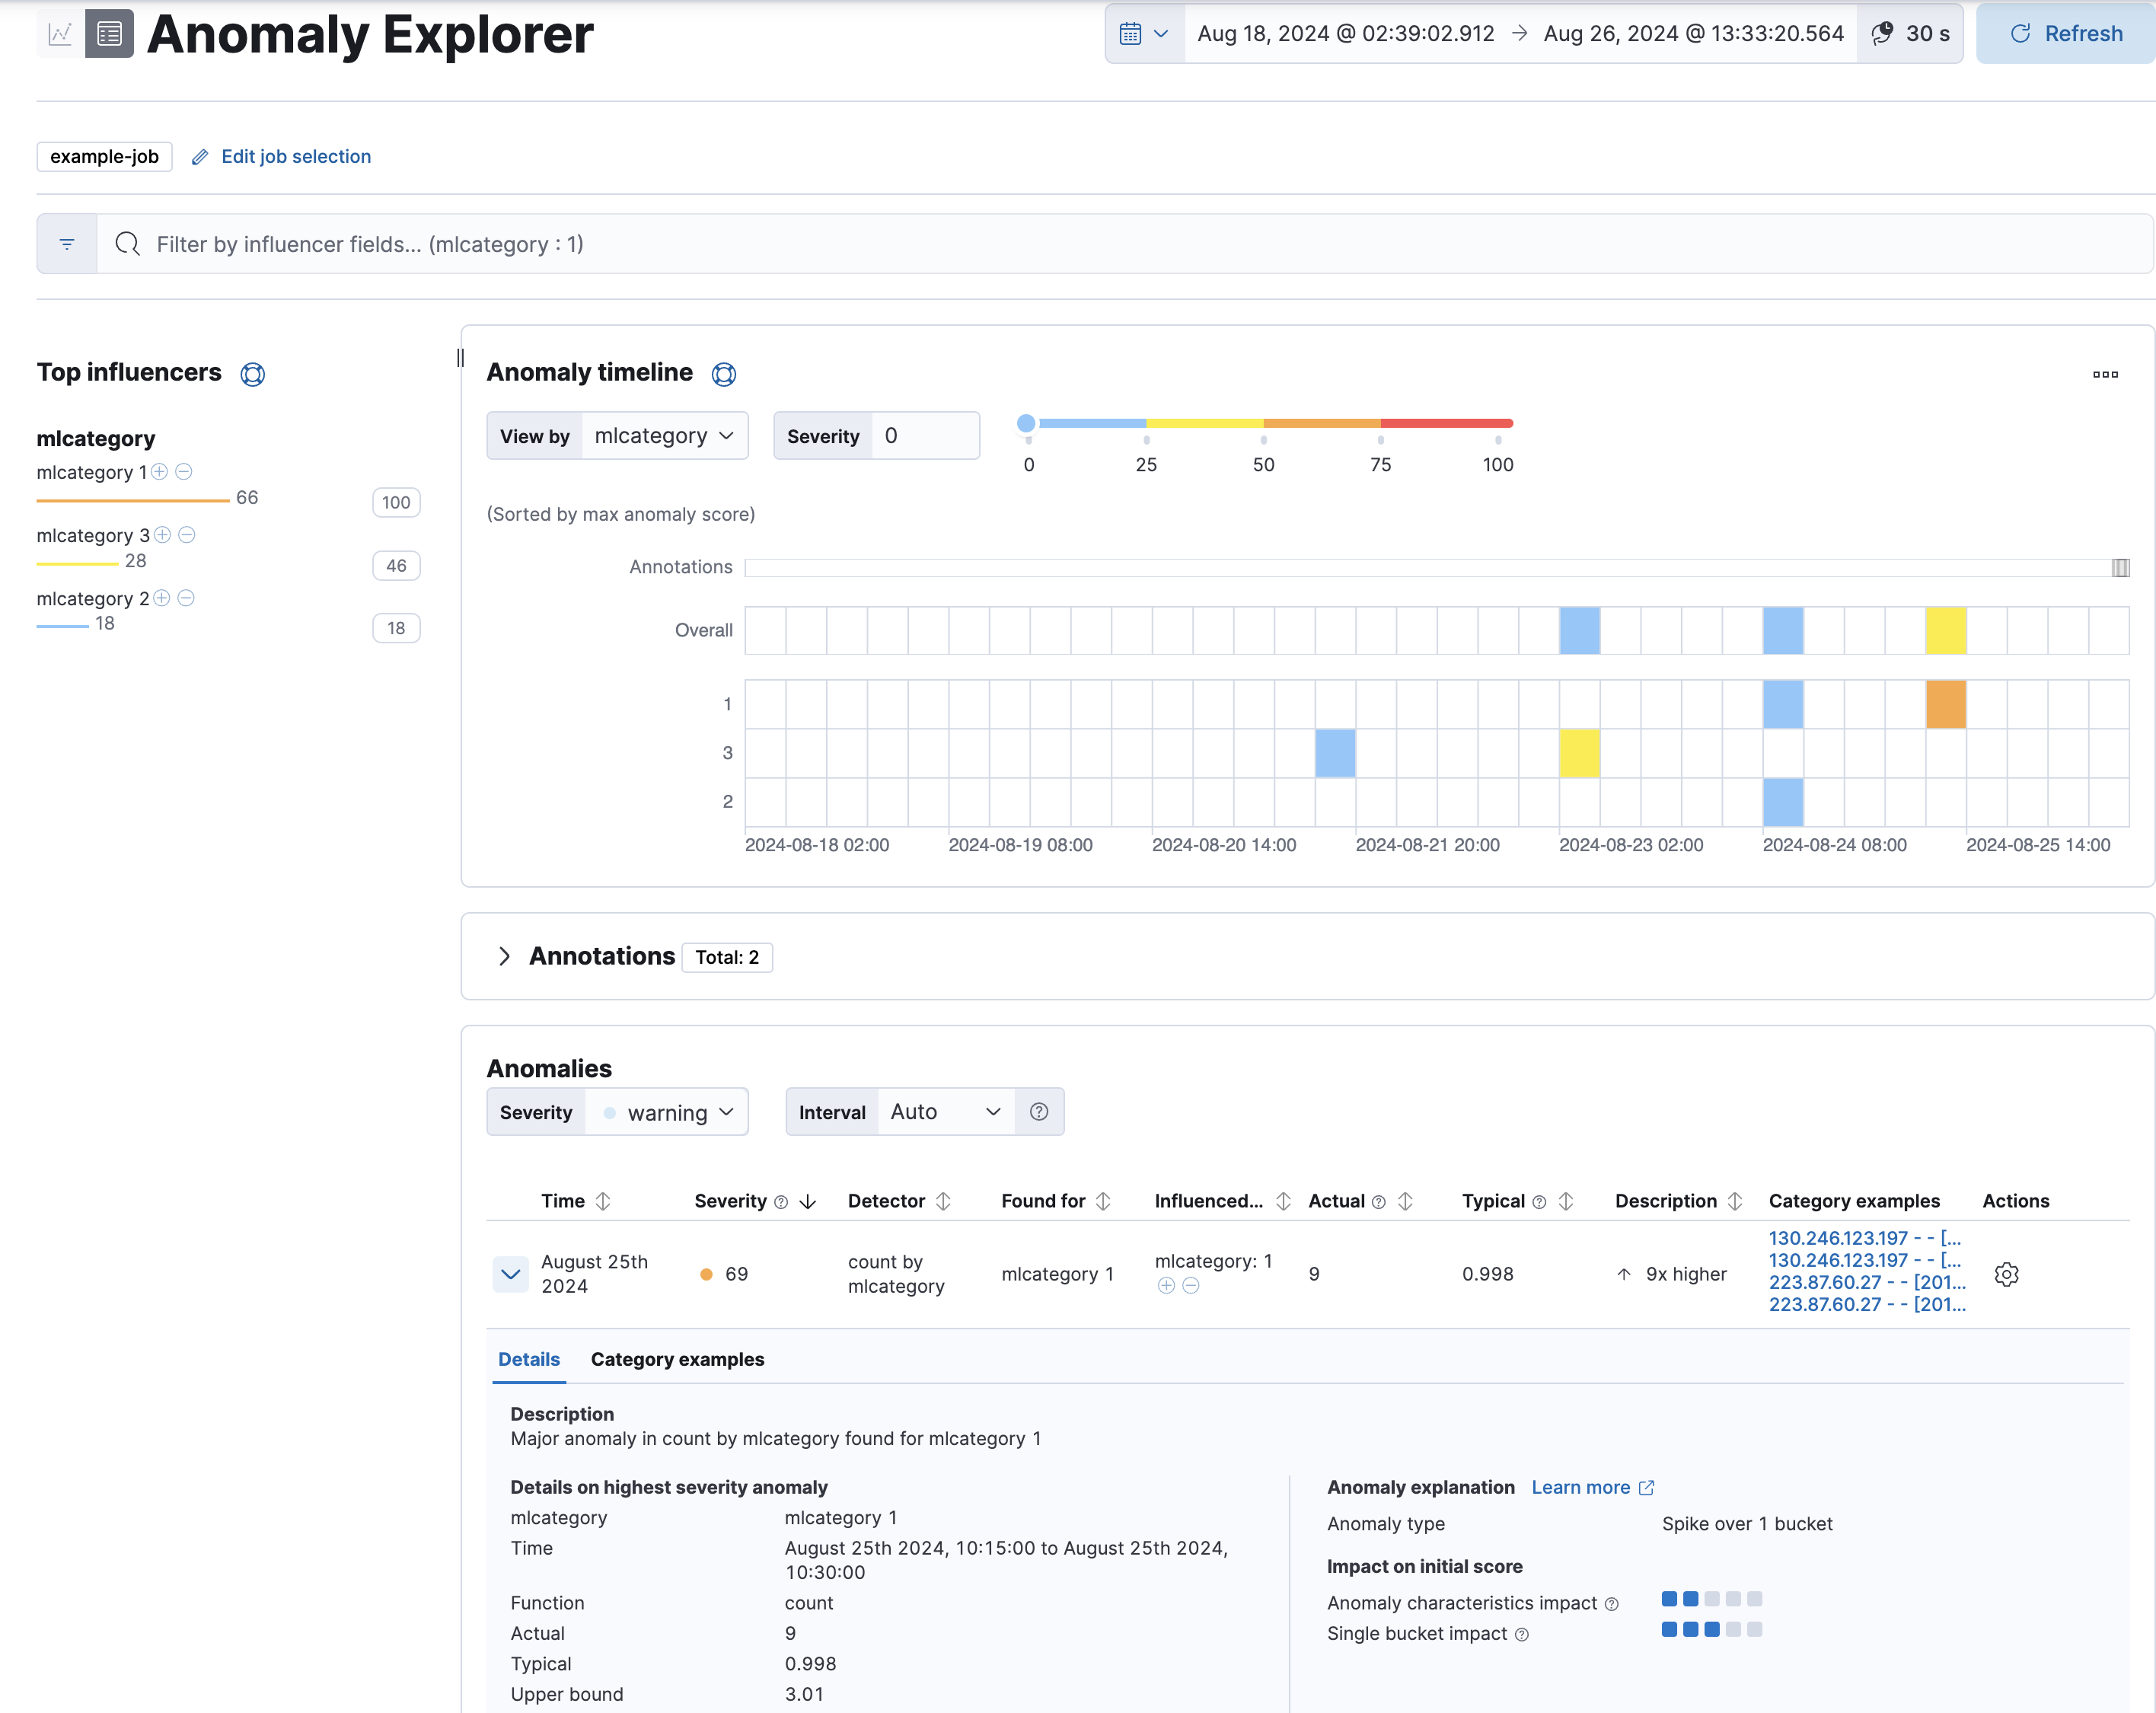 Anomaly Explorer
Aug 18, 2024 @ 02:39:02.912 → Aug 26, 2024 @ 13:33:20.564
30 s
Refresh
example-job
Edit job selection
Filter by influencer fields... (mlcategory : 1)
Top influencers
mlcategory
mlcategory 1
66
100
mlcategory 3
28
46
mlcategory 2
18
18
Anomaly timeline
View by mlcategory
Severity 0
0 25 50 75 100
(Sorted by max anomaly score)
Annotations
Overall
1
3
2
2024-08-18 02:00 2024-08-19 08:00 2024-08-20 14:00 2024-08-21 20:00 2024-08-23 02:00 2024-08-24 08:00 2024-08-25 14:00
Annotations Total: 2
Anomalies
Severity warning
Interval Auto
Time Severity Detector Found for Influenced... Actual Typical Description Category examples Actions
August 25th
2024
69
count by
mlcategory
mlcategory 1
mlcategory: 1
9
0.998
↑ 9x higher
130.246.123.197 - - [...
130.246.123.197 - - [...
223.87.60.27 - - [201...
223.87.60.27 - - [201...
Details Category examples
Description
Major anomaly in count by mlcategory found for mlcategory 1
Details on highest severity anomaly
mlcategory mlcategory 1
Time August 25th 2024, 10:15:00 to August 25th 2024,
10:30:00
Function count
Actual 9
Typical 0.998
Upper bound 3.01
Anomaly explanation Learn more
Anomaly type Spike over 1 bucket
Impact on initial score
Anomaly characteristics impact
Single bucket impact